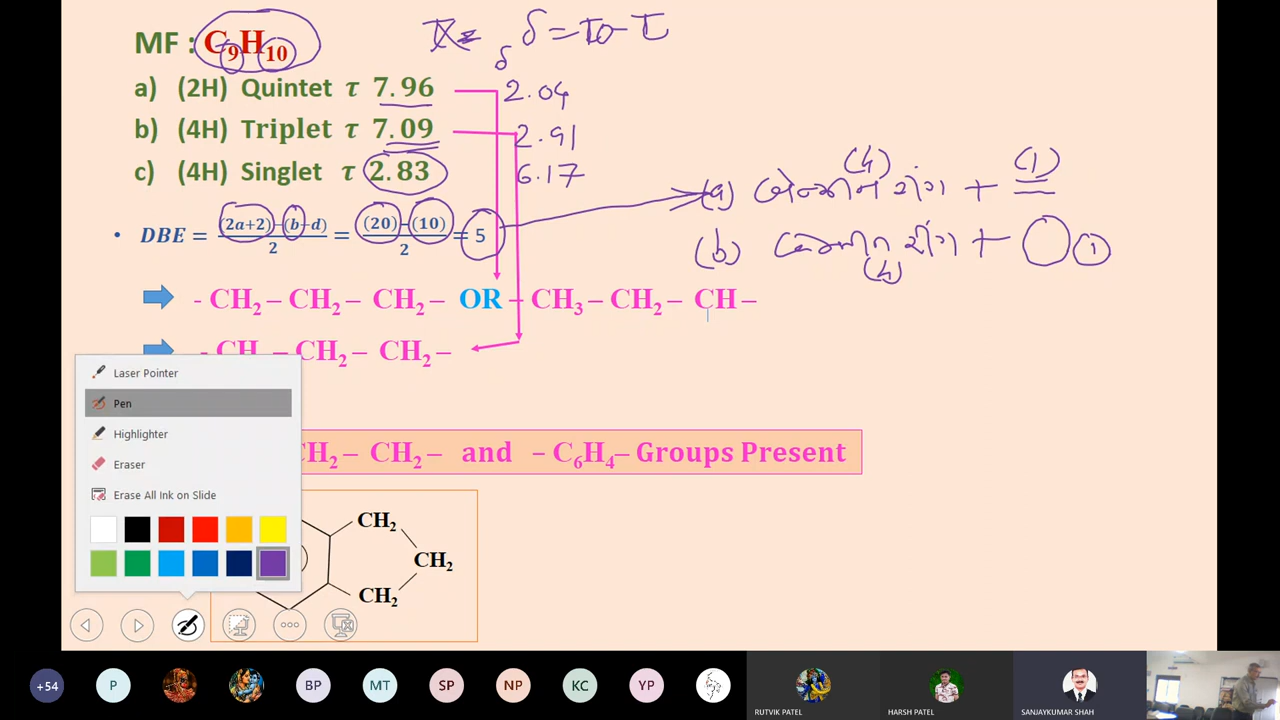 MF : C₉H₁₀
δ = 10 - τ
δ
a) (2H) Quintet τ 7.96
2.04
b) (4H) Triplet τ 7.09
2.91
c) (4H) Singlet τ 2.83
6.17
(a) બેન્ઝીન રીંગ (4) + = (1)
• DBE = (2a+2)−(b−d) / 2 = (20)−(10) / 2 = 5
(b) (4) + (1)
- CH₂ – CH₂ – CH₂ – OR – CH₃ – CH₂ – CH –
- CH – CH₂ – CH₂ –
CH₂ – CH₂ – and – C₆H₄– Groups Present
CH₂
CH₂
CH₂
Laser Pointer
Pen
Highlighter
Eraser
Erase All Ink on Slide
+54 P BP MT SP NP KC YP
RUTVIK PATEL HARSH PATEL SANJAYKUMAR SHAH